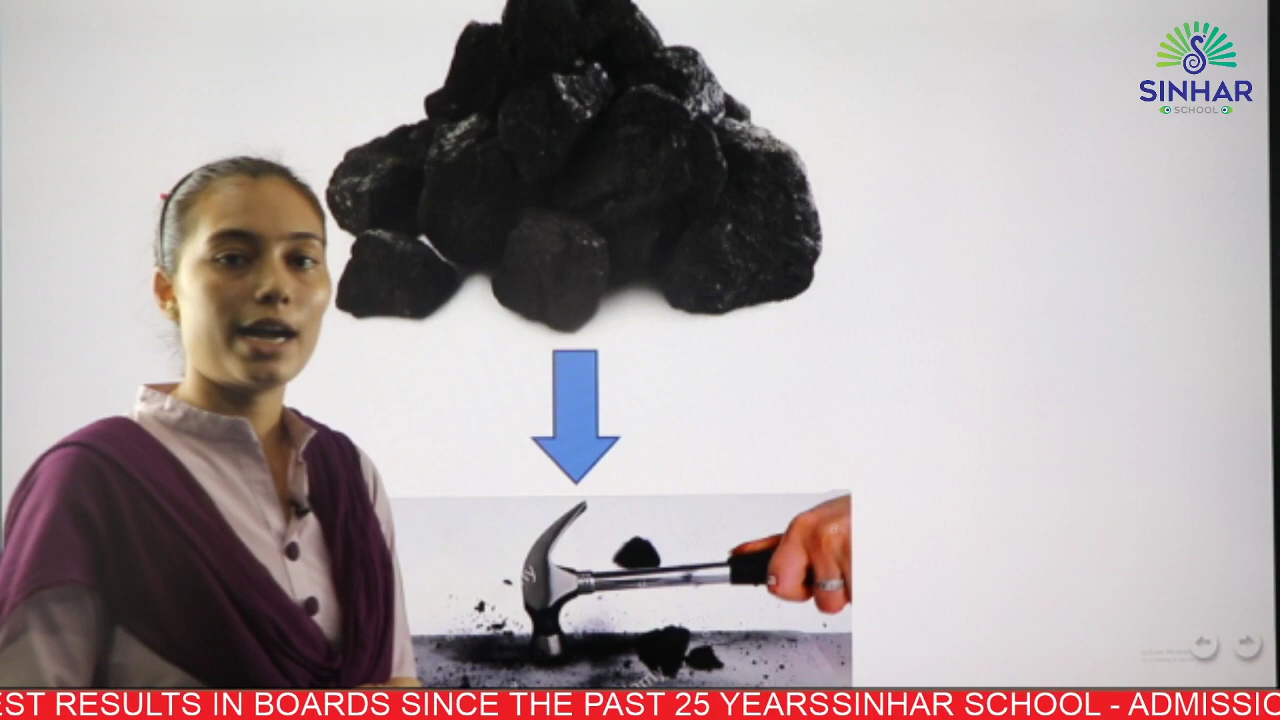 SINHAR
SCHOOL
EST RESULTS IN BOARDS SINCE THE PAST 25 YEARSSINHAR SCHOOL - ADMISSIO